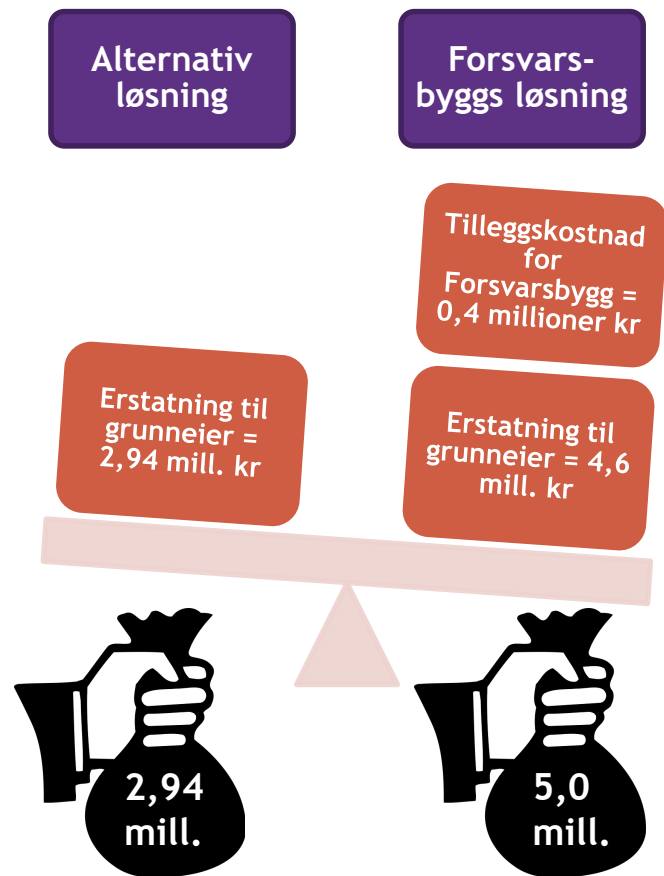 Alternativ
løsning
Forsvars-
byggs løsning
Tilleggskostnad
for
Forsvarsbygg =
0,4 millioner kr
Erstatning til
grunneier =
2,94 mill. kr
Erstatning til
grunneier = 4,6
mill. kr
2,94
mill.
5,0
mill.